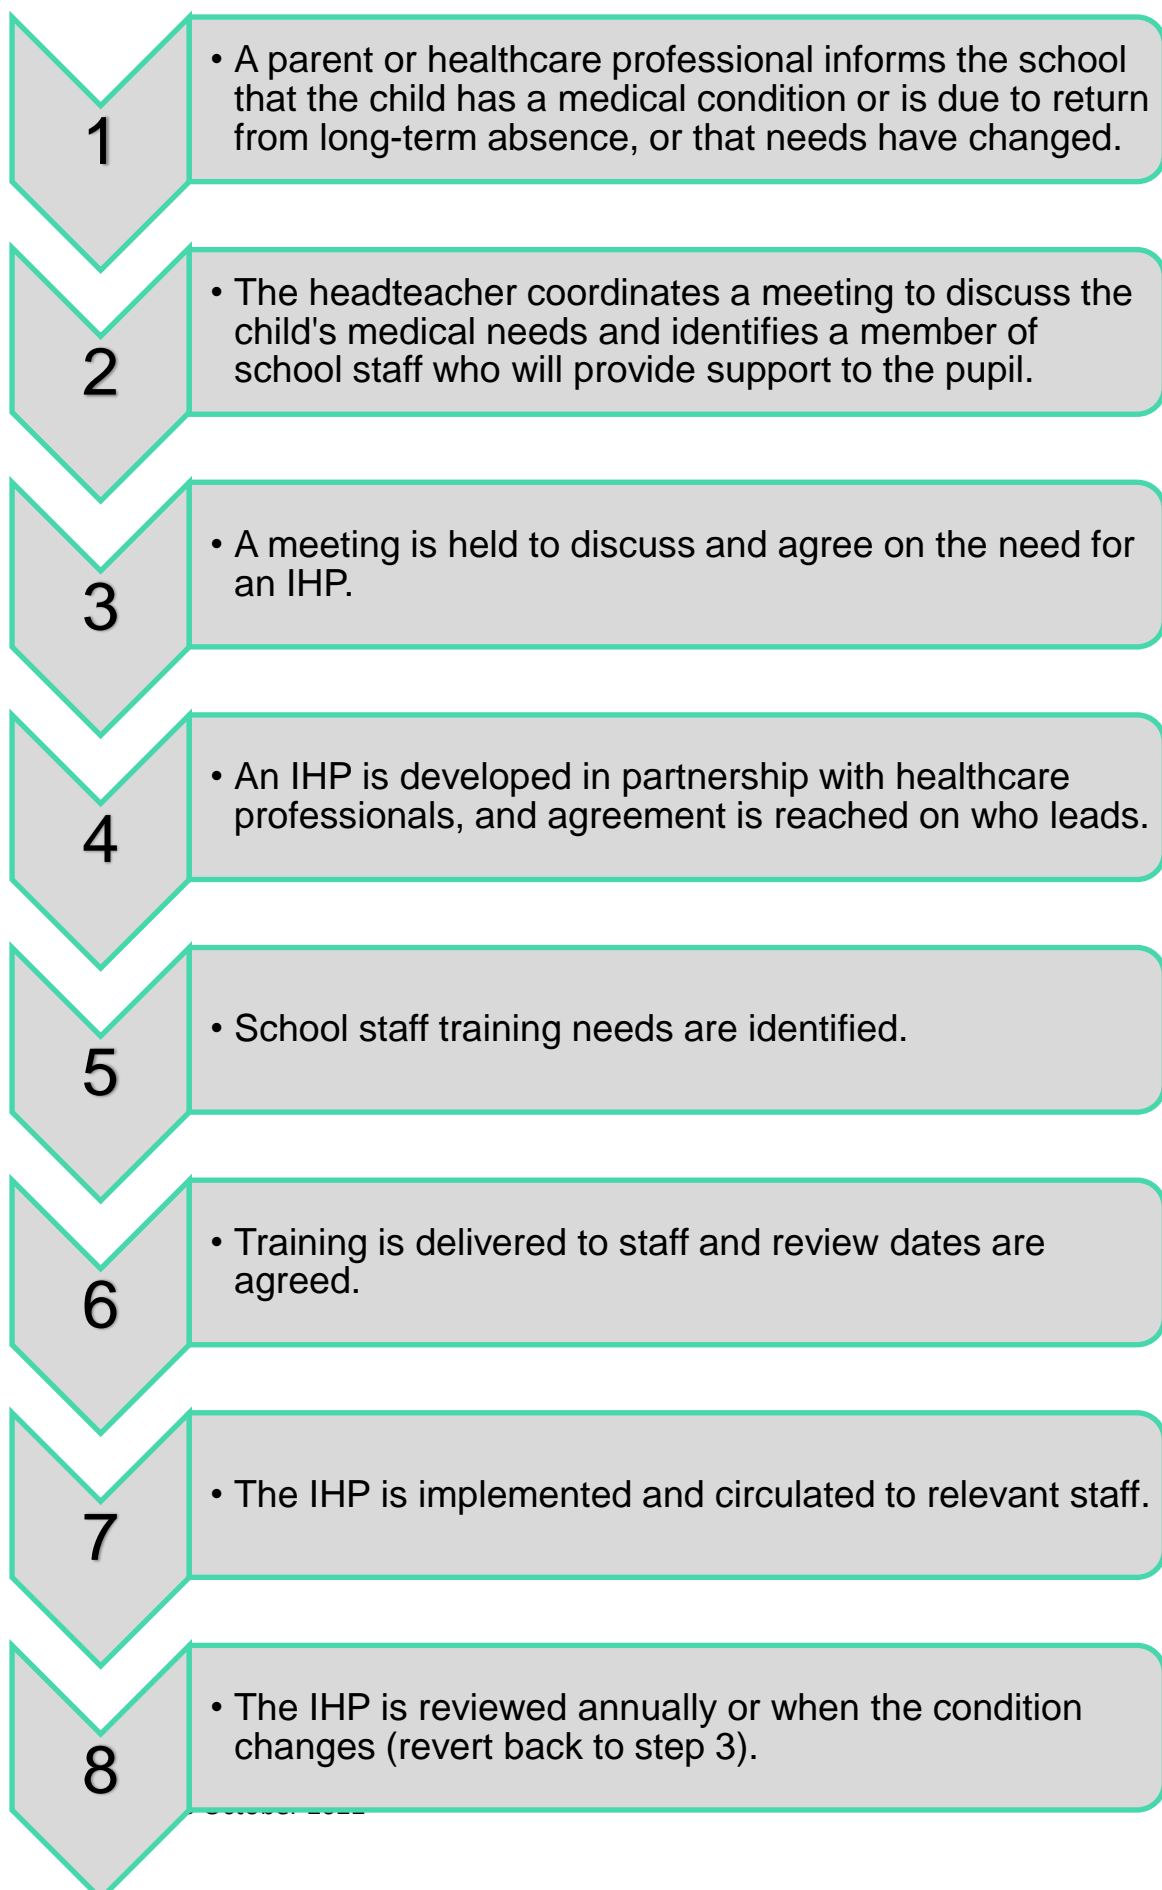 1
• A parent or healthcare professional informs the school
that the child has a medical condition or is due to return
from long-term absence, or that needs have changed.
2
• The headteacher coordinates a meeting to discuss the
child's medical needs and identifies a member of
school staff who will provide support to the pupil.
3
• A meeting is held to discuss and agree on the need for
an IHP.
4
• An IHP is developed in partnership with healthcare
professionals, and agreement is reached on who leads.
5
• School staff training needs are identified.
6
• Training is delivered to staff and review dates are
agreed.
7
• The IHP is implemented and circulated to relevant staff.
8
• The IHP is reviewed annually or when the condition
changes (revert back to step 3).